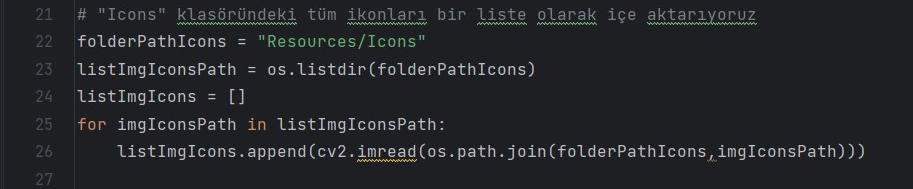 21 # "Icons" klasöründeki tüm ikonları bir liste olarak içe aktarıyoruz
22 folderPathIcons = "Resources/Icons"
23 listImgIconsPath = os.listdir(folderPathIcons)
24 listImgIcons = []
25 for imgIconsPath in listImgIconsPath:
26     listImgIcons.append(cv2.imread(os.path.join(folderPathIcons,imgIconsPath)))
27